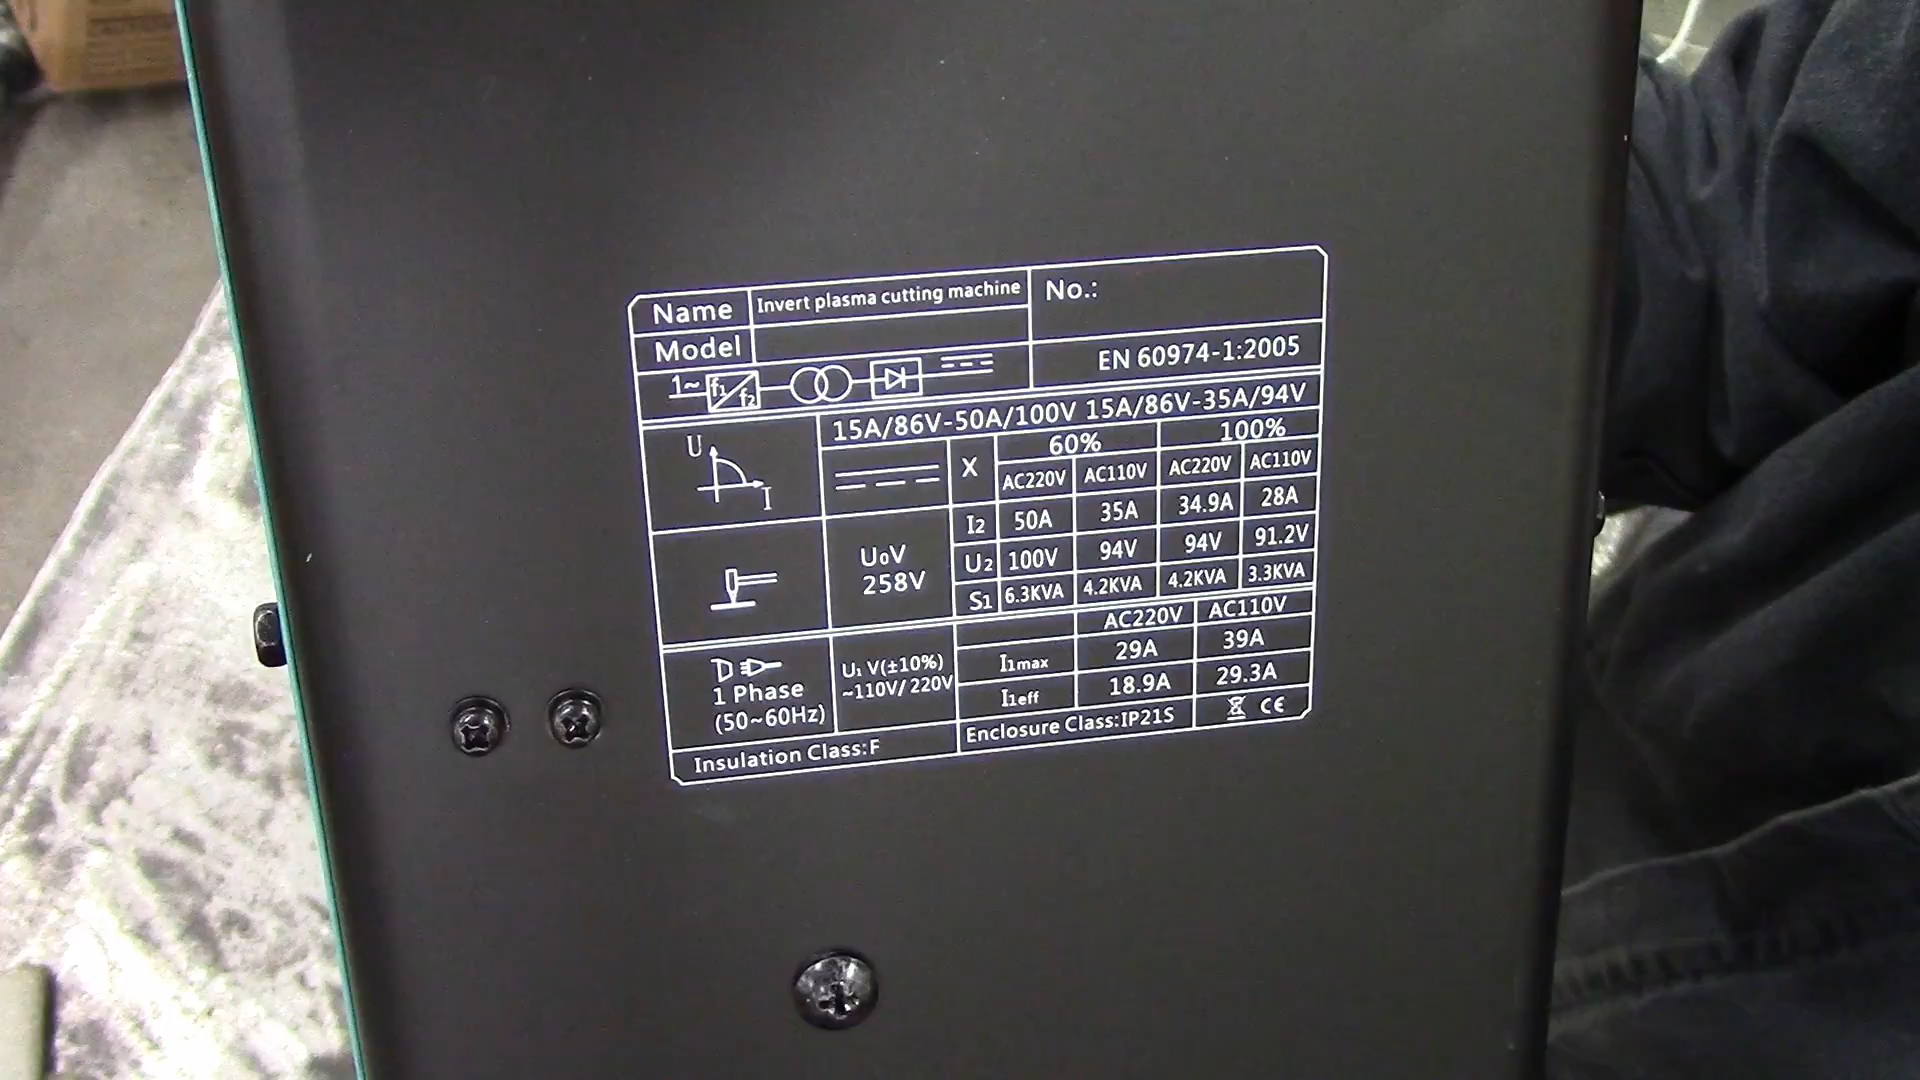 Name Invert plasma cutting machine No.:
Model
1~ f1 f2 EN 60974-1:2005
15A/86V-50A/100V 15A/86V-35A/94V
U I X 60% 100%
AC220V AC110V AC220V AC110V
I2 50A 35A 34.9A 28A
U0V 258V
U2 100V 94V 94V 91.2V
S1 6.3KVA 4.2KVA 4.2KVA 3.3KVA
AC220V AC110V
1 Phase
(50~60Hz)
U1 V(±10%)
~110V/ 220V
I1max 29A 39A
I1eff 18.9A 29.3A
Insulation Class:F Enclosure Class:IP21S CE